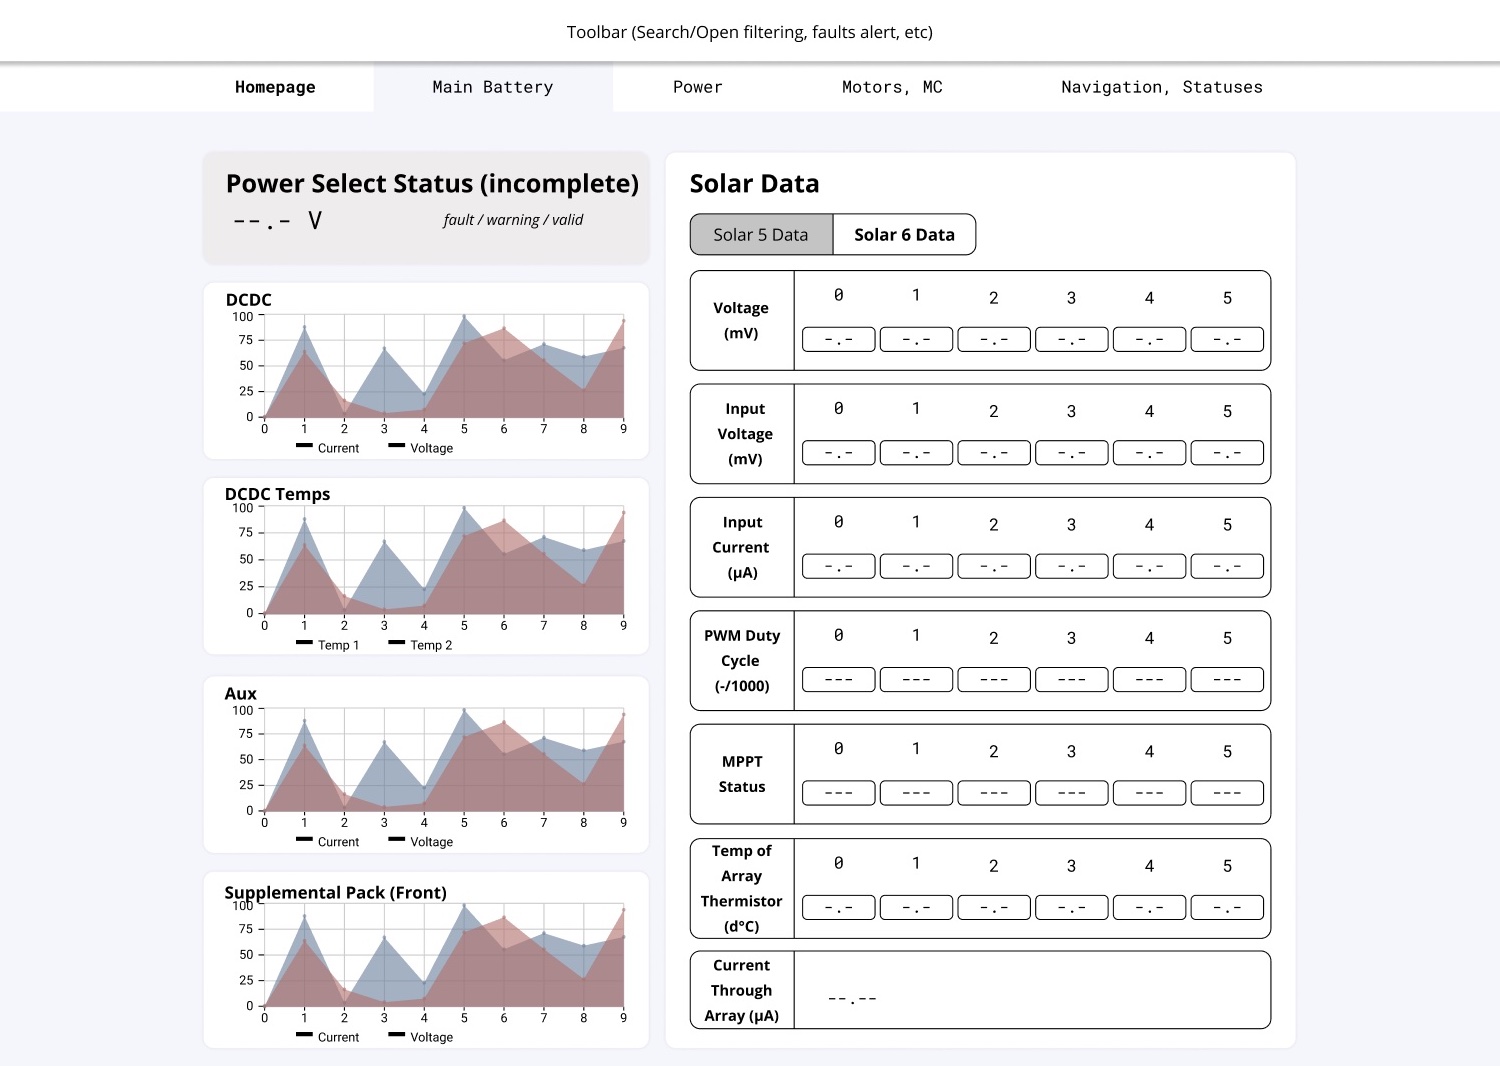 Toolbar (Search/Open filtering, faults alert, etc)
Homepage Main Battery Power Motors, MC Navigation, Statuses
Power Select Status (incomplete)
--.- V fault / warning / valid
DCDC
100
75
50
25
0
0 1 2 3 4 5 6 7 8 9
Current Voltage
DCDC Temps
100
75
50
25
0
0 1 2 3 4 5 6 7 8 9
Temp 1 Temp 2
Aux
100
75
50
25
0
0 1 2 3 4 5 6 7 8 9
Current Voltage
Supplemental Pack (Front)
100
75
50
25
0
0 1 2 3 4 5 6 7 8 9
Current Voltage
Solar Data
Solar 5 Data Solar 6 Data
Voltage
(mV)
0 1 2 3 4 5
-.- -.- -.- -.- -.- -.-
Input
Voltage
(mV)
0 1 2 3 4 5
-.- -.- -.- -.- -.- -.-
Input
Current
(µA)
0 1 2 3 4 5
-.- -.- -.- -.- -.- -.-
PWM Duty
Cycle
(-/1000)
0 1 2 3 4 5
--- --- --- --- --- ---
MPPT
Status
0 1 2 3 4 5
--- --- --- --- --- ---
Temp of
Array
Thermistor
(d°C)
0 1 2 3 4 5
-.- -.- -.- -.- -.- -.-
Current
Through
Array (µA)
--.--